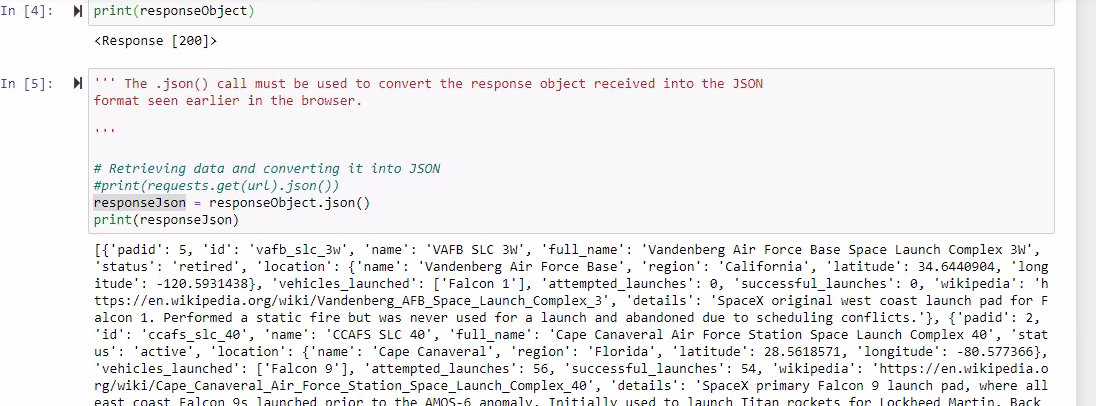 In [4]: print(responseObject)
<Response [200]>
In [5]: ''' The .json() call must be used to convert the response object received into the JSON
format seen earlier in the browser.
'''
# Retrieving data and converting it into JSON
#print(requests.get(url).json())
responseJson = responseObject.json()
print(responseJson)
[{'padid': 5, 'id': 'vafb_slc_3w', 'name': 'VAFB SLC 3W', 'full_name': 'Vandenberg Air Force Base Space Launch Complex 3W',
'status': 'retired', 'location': {'name': 'Vandenberg Air Force Base', 'region': 'California', 'latitude': 34.6440904, 'long
itude': -120.5931438}, 'vehicles_launched': ['Falcon 1'], 'attempted_launches': 0, 'successful_launches': 0, 'wikipedia': 'h
ttps://en.wikipedia.org/wiki/Vandenberg_AFB_Space_Launch_Complex_3', 'details': 'SpaceX original west coast launch pad for F
alcon 1. Performed a static fire but was never used for a launch and abandoned due to scheduling conflicts.'}, {'padid': 2,
'id': 'ccafs_slc_40', 'name': 'CCAFS SLC 40', 'full_name': 'Cape Canaveral Air Force Station Space Launch Complex 40', 'stat
us': 'active', 'location': {'name': 'Cape Canaveral', 'region': 'Florida', 'latitude': 28.5618571, 'longitude': -80.577366},
'vehicles_launched': ['Falcon 9'], 'attempted_launches': 56, 'successful_launches': 54, 'wikipedia': 'https://en.wikipedia.o
rg/wiki/Cape_Canaveral_Air_Force_Station_Space_Launch_Complex_40', 'details': 'SpaceX primary Falcon 9 launch pad, where all
east coast Falcon 9s launched prior to the AMOS-6 anomaly. Initially used to launch Titan rockets for Lockheed Martin. Back